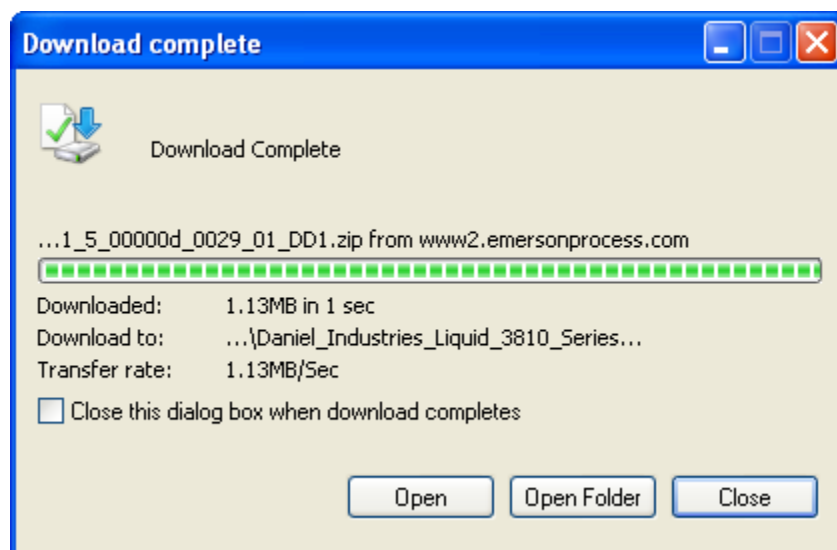 Download complete
Download Complete
...1_5_00000d_0029_01_DD1.zip from www2.emersonprocess.com
Downloaded: 1.13MB in 1 sec
Download to: ...\Daniel_Industries_Liquid_3810_Series...
Transfer rate: 1.13MB/Sec
Close this dialog box when download completes
Open Open Folder Close